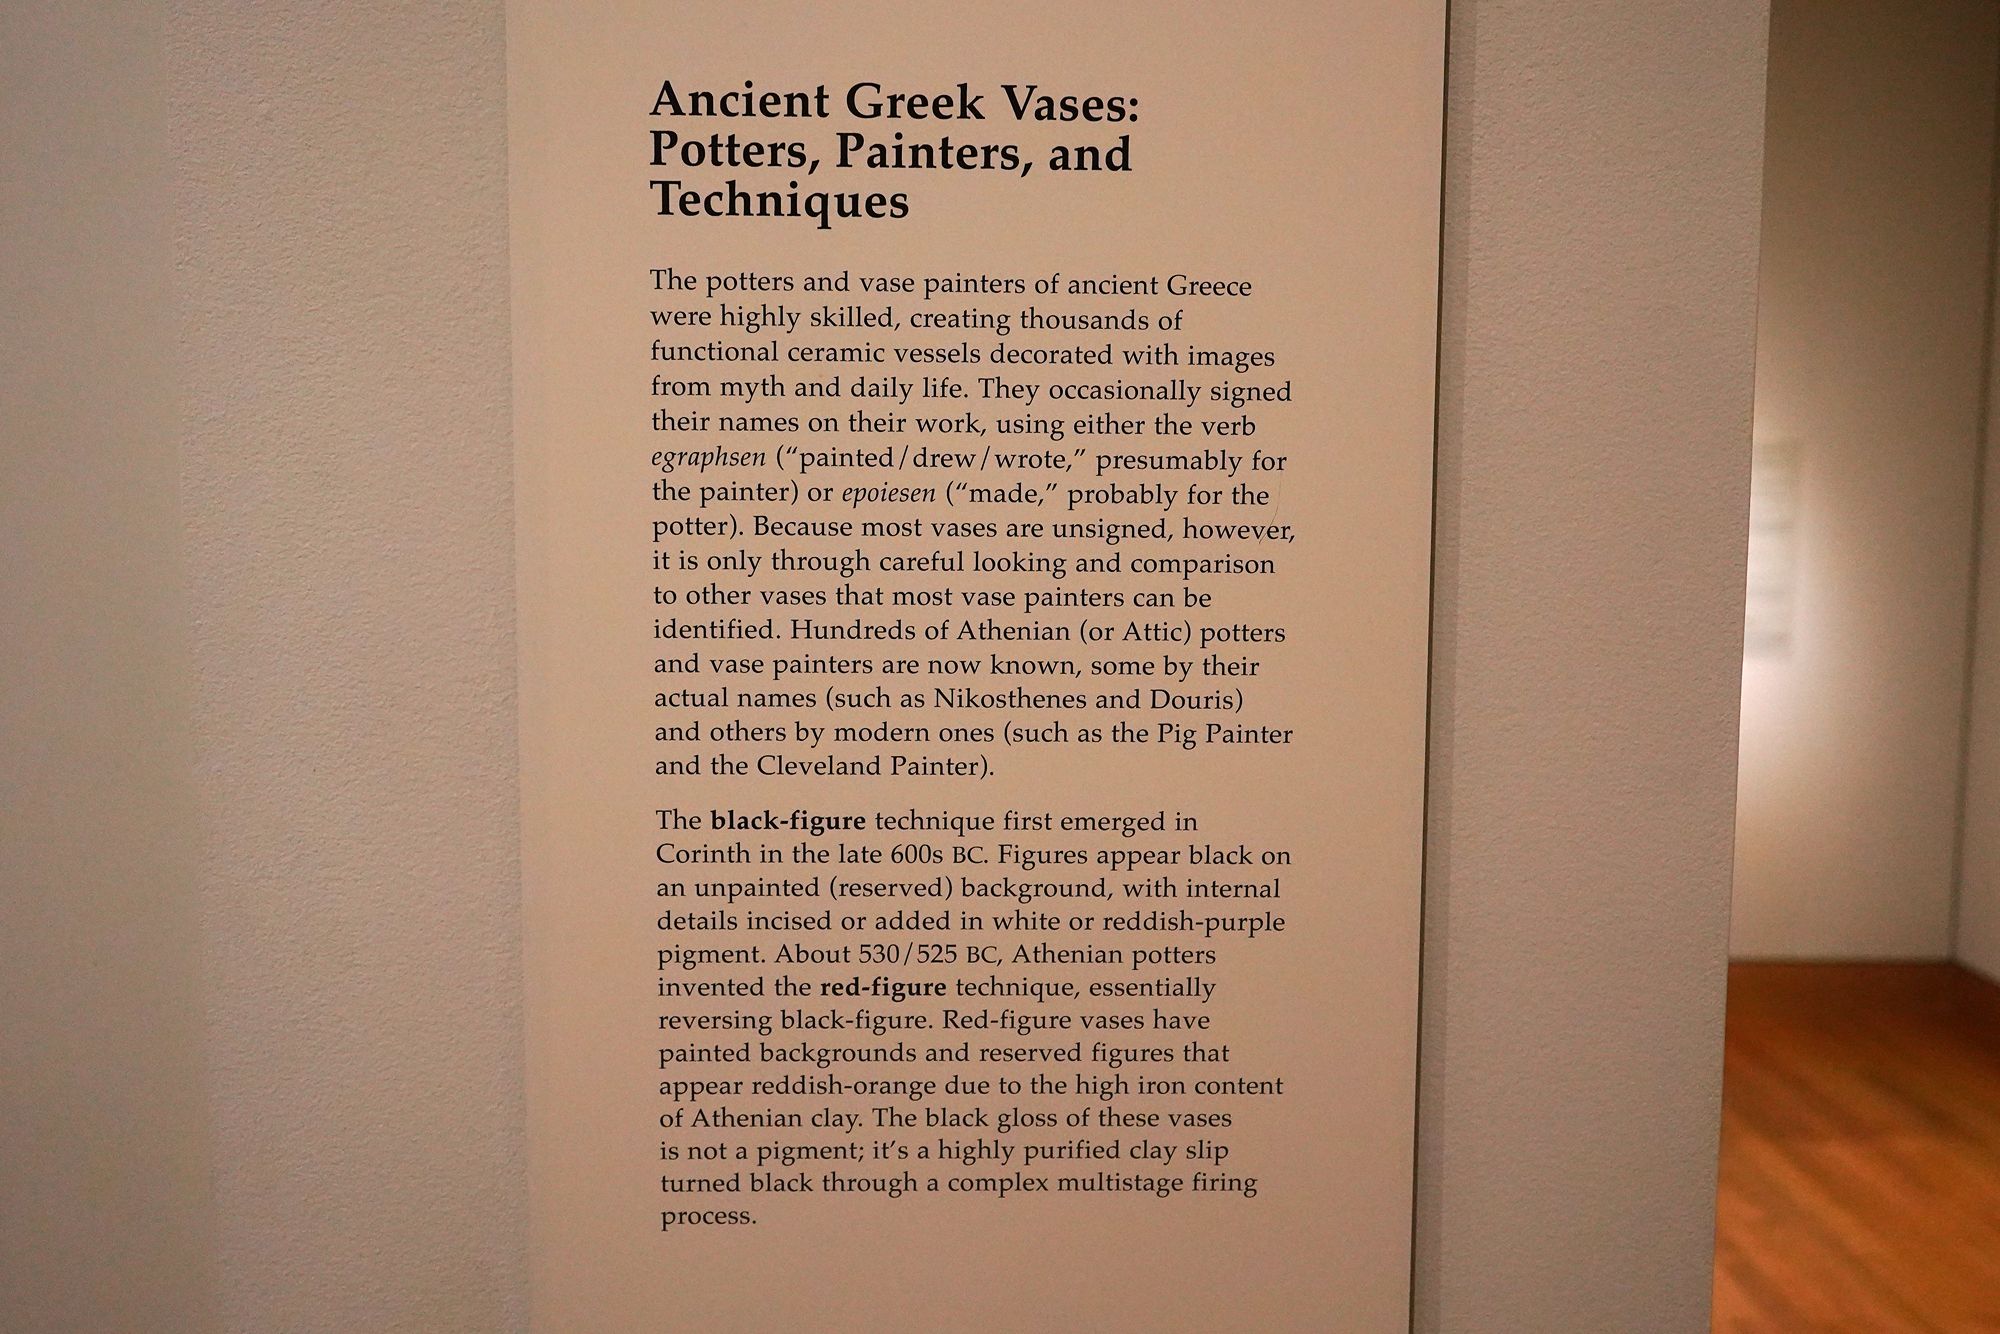 Ancient Greek Vases:
Potters, Painters, and
Techniques
The potters and vase painters of ancient Greece
were highly skilled, creating thousands of
functional ceramic vessels decorated with images
from myth and daily life. They occasionally signed
their names on their work, using either the verb
egraphsen (“painted/drew/wrote,” presumably for
the painter) or epoiesen (“made,” probably for the
potter). Because most vases are unsigned, however,
it is only through careful looking and comparison
to other vases that most vase painters can be
identified. Hundreds of Athenian (or Attic) potters
and vase painters are now known, some by their
actual names (such as Nikosthenes and Douris)
and others by modern ones (such as the Pig Painter
and the Cleveland Painter).
The black-figure technique first emerged in
Corinth in the late 600s BC. Figures appear black on
an unpainted (reserved) background, with internal
details incised or added in white or reddish-purple
pigment. About 530/525 BC, Athenian potters
invented the red-figure technique, essentially
reversing black-figure. Red-figure vases have
painted backgrounds and reserved figures that
appear reddish-orange due to the high iron content
of Athenian clay. The black gloss of these vases
is not a pigment; it’s a highly purified clay slip
turned black through a complex multistage firing
process.